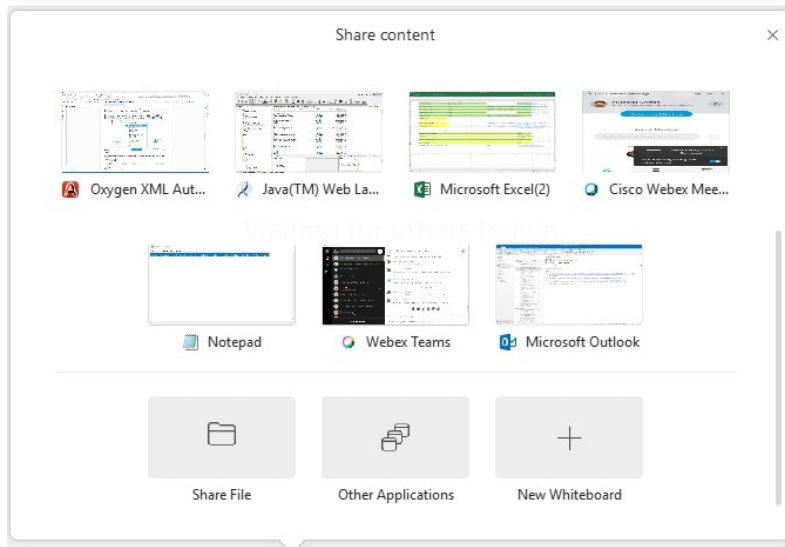 Share content
Oxygen XML Aut...
Java(TM) Web La...
Microsoft Excel(2)
Cisco Webex Mee...
Waiting for others to join
Notepad
Webex Teams
Microsoft Outlook
Share File
Other Applications
New Whiteboard